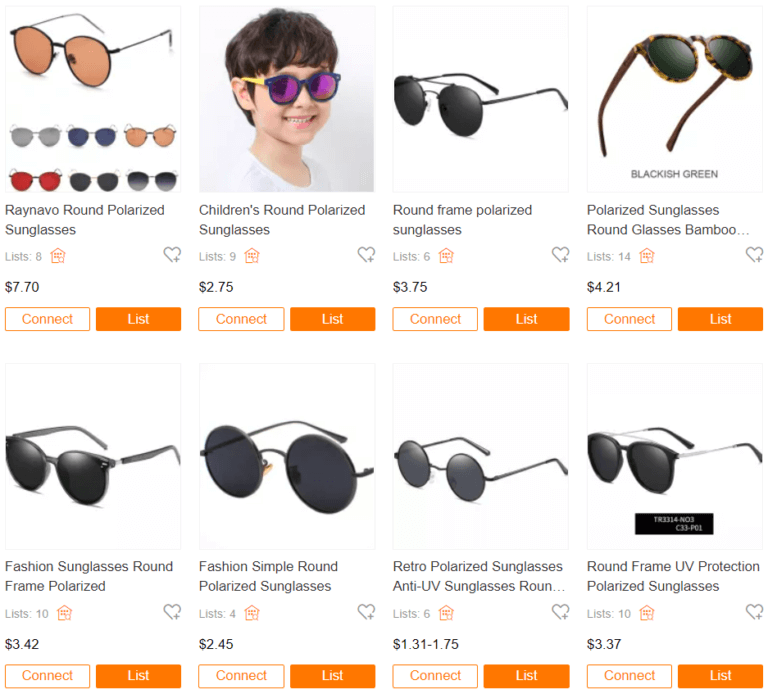 BLACKISH GREEN
Raynavo Round Polarized
Sunglasses
Lists: 8
$7.70
Connect
List
Children's Round Polarized
Sunglasses
Lists: 9
$2.75
Connect
List
Round frame polarized
sunglasses
Lists: 6
$3.75
Connect
List
Polarized Sunglasses
Round Glasses Bamboo…
Lists: 14
$4.21
Connect
List
TR3314-NO3
C33-P01
Fashion Sunglasses Round
Frame Polarized
Lists: 10
$3.42
Connect
List
Fashion Simple Round
Polarized Sunglasses
Lists: 4
$2.45
Connect
List
Retro Polarized Sunglasses
Anti-UV Sunglasses Roun…
Lists: 6
$1.31-1.75
Connect
List
Round Frame UV Protection
Polarized Sunglasses
Lists: 10
$3.37
Connect
List